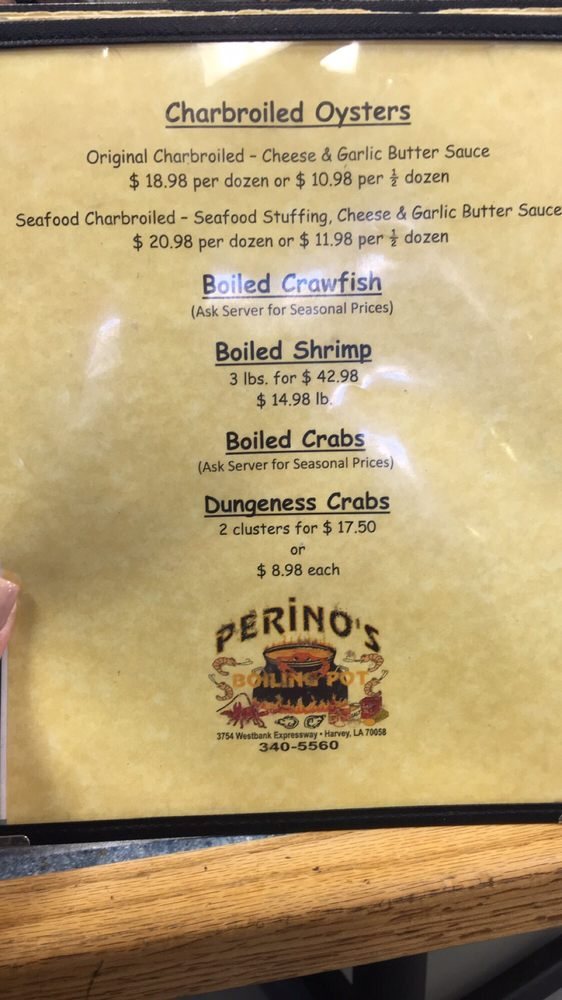 Charbroiled Oysters
Original Charbroiled - Cheese & Garlic Butter Sauce
$ 18.98 per dozen or $ 10.98 per ½ dozen
Seafood Charbroiled - Seafood Stuffing, Cheese & Garlic Butter Sauce
$ 20.98 per dozen or $ 11.98 per ½ dozen
Boiled Crawfish
(Ask Server for Seasonal Prices)
Boiled Shrimp
3 lbs. for $ 42.98
$ 14.98 lb.
Boiled Crabs
(Ask Server for Seasonal Prices)
Dungeness Crabs
2 clusters for $ 17.50
or
$ 8.98 each
PERINO'S
BOILING POT
3754 Westbank Expressway • Harvey, LA 70058
340-5560